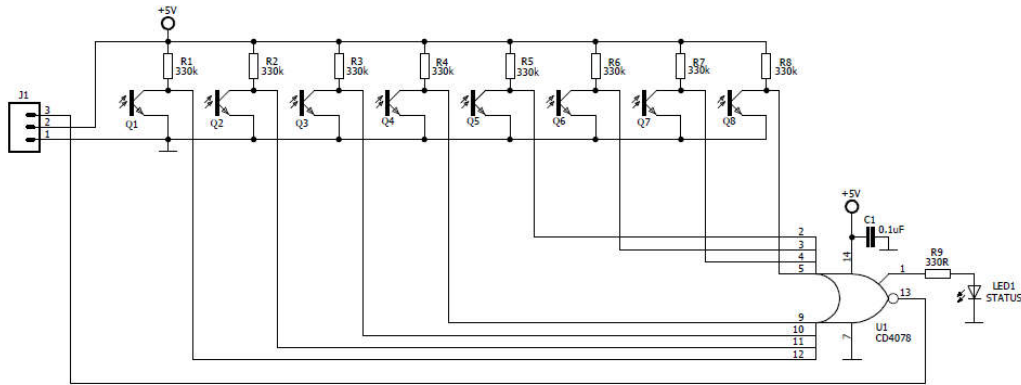 +5V
R1
330k
R2
330k
R3
330k
R4
330k
R5
330k
R6
330k
R7
330k
R8
330k
J1
3
2
1
Q1
Q2
Q3
Q4
Q5
Q6
Q7
Q8
+5V
C1
0.1uF
2
3
4
5
14
1
R9
330R
13
LED1
STATUS
9
10
11
12
7
U1
CD4078